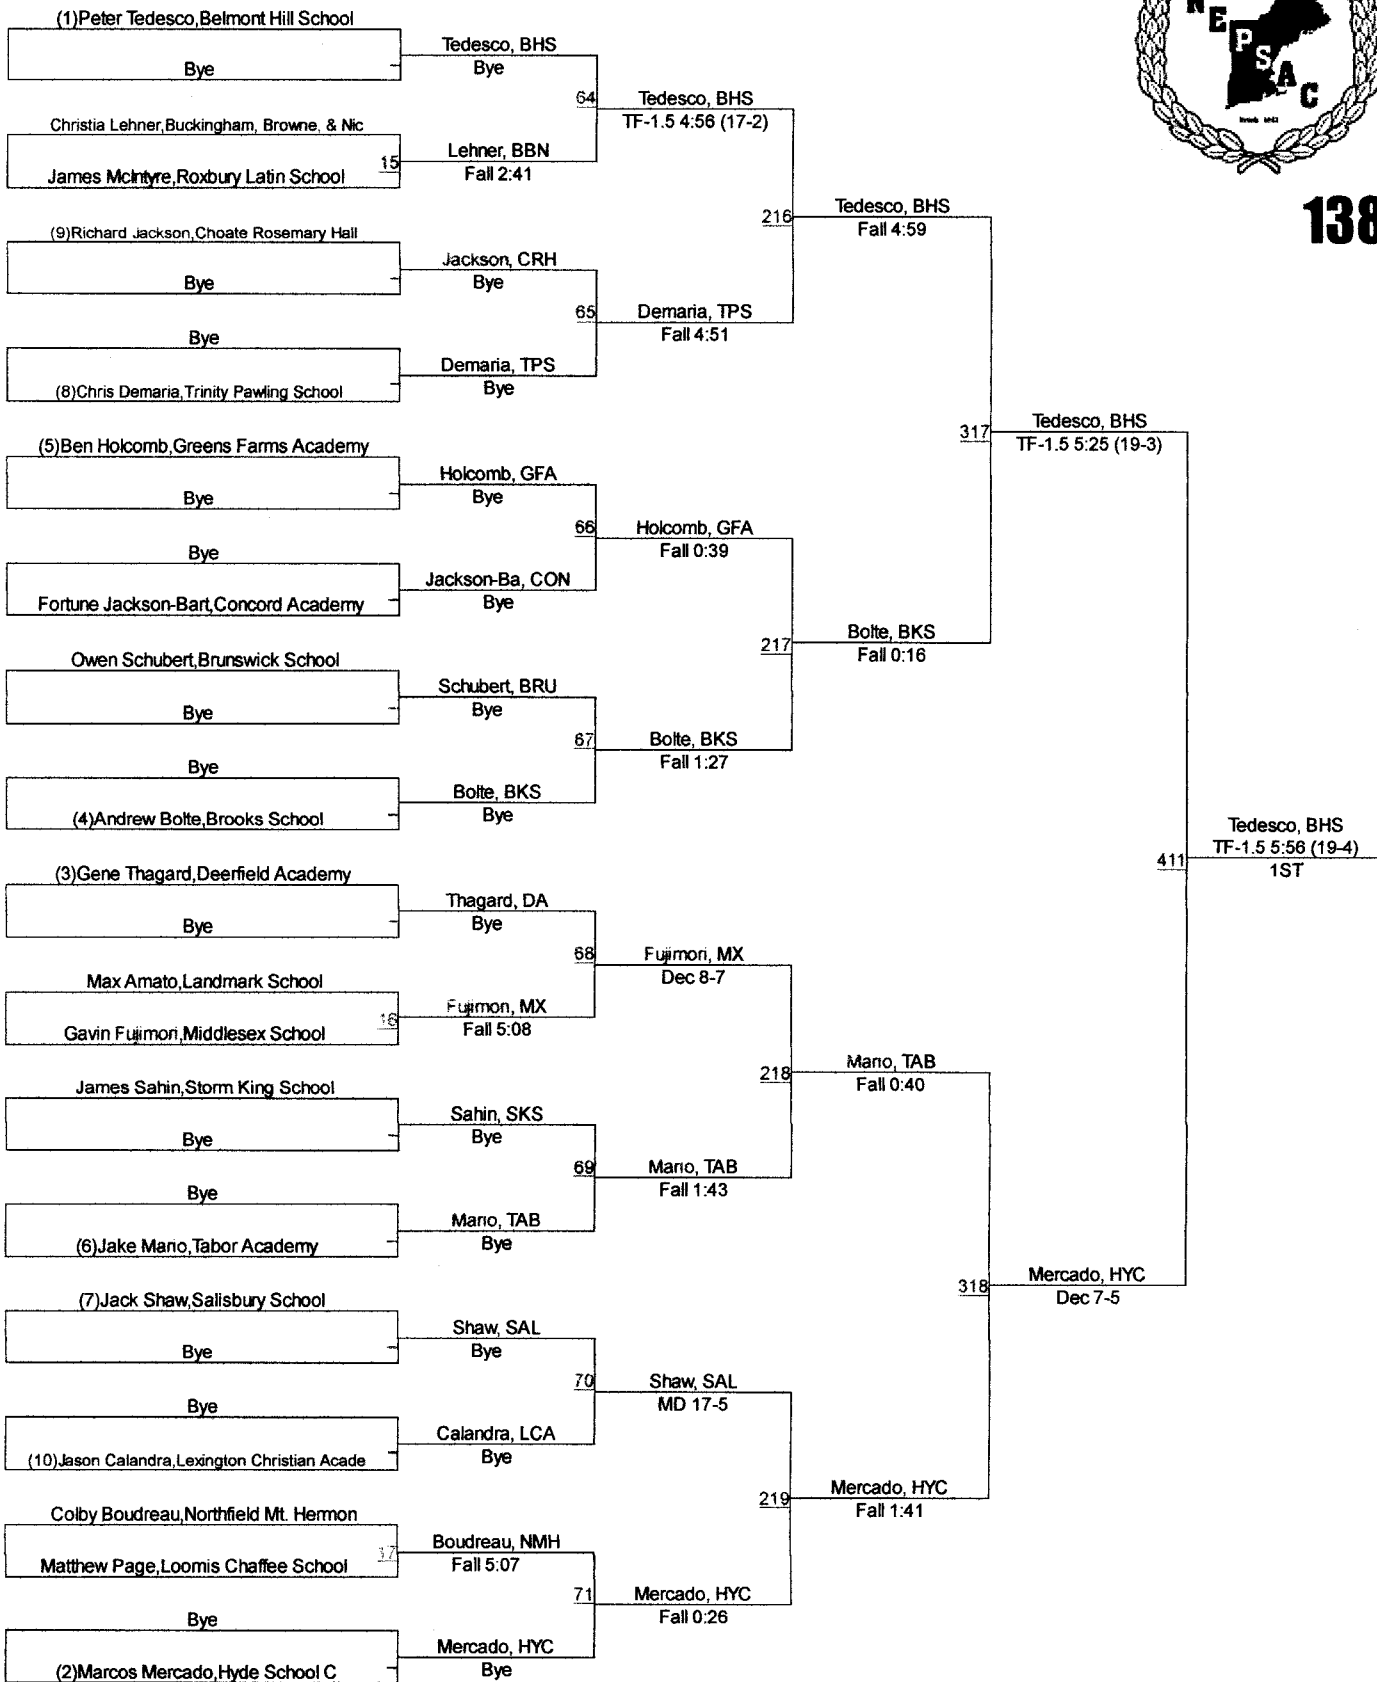 N
E
P
S
A
C
138
(1)Peter Tedesco,Belmont Hill School
Bye
Tedesco, BHS
Bye
64
Tedesco, BHS
TF-1.5 4:56 (17-2)
Christia Lehner,Buckingham, Browne, & Nic
James McIntyre,Roxbury Latin School
15
Lehner, BBN
Fall 2:41
216
Tedesco, BHS
Fall 4:59
(9)Richard Jackson,Choate Rosemary Hall
Bye
Jackson, CRH
Bye
65
Demaria, TPS
Fall 4:51
Bye
(8)Chris Demaria,Trinity Pawling School
Demaria, TPS
Bye
317
Tedesco, BHS
TF-1.5 5:25 (19-3)
(5)Ben Holcomb,Greens Farms Academy
Bye
Holcomb, GFA
Bye
66
Holcomb, GFA
Fall 0:39
Bye
Fortune Jackson-Bart,Concord Academy
Jackson-Ba, CON
Bye
217
Bolte, BKS
Fall 0:16
Owen Schubert,Brunswick School
Bye
Schubert, BRU
Bye
67
Bolte, BKS
Fall 1:27
Bye
(4)Andrew Bolte,Brooks School
Bolte, BKS
Bye
411
Tedesco, BHS
TF-1.5 5:56 (19-4)
1ST
(3)Gene Thagard,Deerfield Academy
Bye
Thagard, DA
Bye
68
Fujimori, MX
Dec 8-7
Max Amato,Landmark School
Gavin Fujimori,Middlesex School
16
Fujimori, MX
Fall 5:08
218
Mario, TAB
Fall 0:40
James Sahin,Storm King School
Bye
Sahin, SKS
Bye
69
Mario, TAB
Fall 1:43
Bye
(6)Jake Mario,Tabor Academy
Mario, TAB
Bye
318
Mercado, HYC
Dec 7-5
(7)Jack Shaw,Salisbury School
Bye
Shaw, SAL
Bye
70
Shaw, SAL
MD 17-5
Bye
(10)Jason Calandra,Lexington Christian Acade
Calandra, LCA
Bye
219
Mercado, HYC
Fall 1:41
Colby Boudreau,Northfield Mt. Hermon
Matthew Page,Loomis Chaffee School
17
Boudreau, NMH
Fall 5:07
71
Mercado, HYC
Fall 0:26
Bye
(2)Marcos Mercado,Hyde School C
Mercado, HYC
Bye